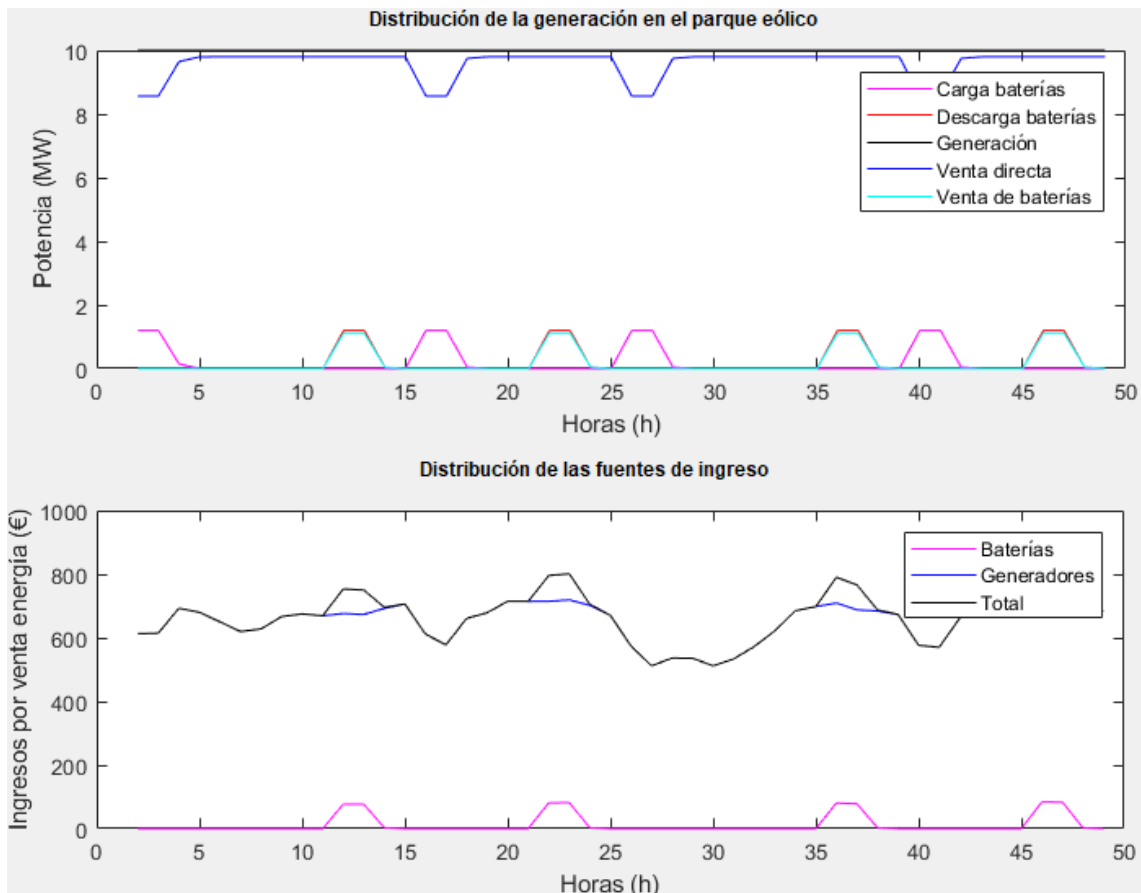 Distribución de la generación en el parque eólico
10
8
6
4
2
0
Potencia (MW)
Carga baterías
Descarga baterías
Generación
Venta directa
Venta de baterías
0 5 10 15 20 25 30 35 40 45 50
Horas (h)
Distribución de las fuentes de ingreso
1000
800
600
400
200
0
Ingresos por venta energía (€)
Baterías
Generadores
Total
0 5 10 15 20 25 30 35 40 45 50
Horas (h)